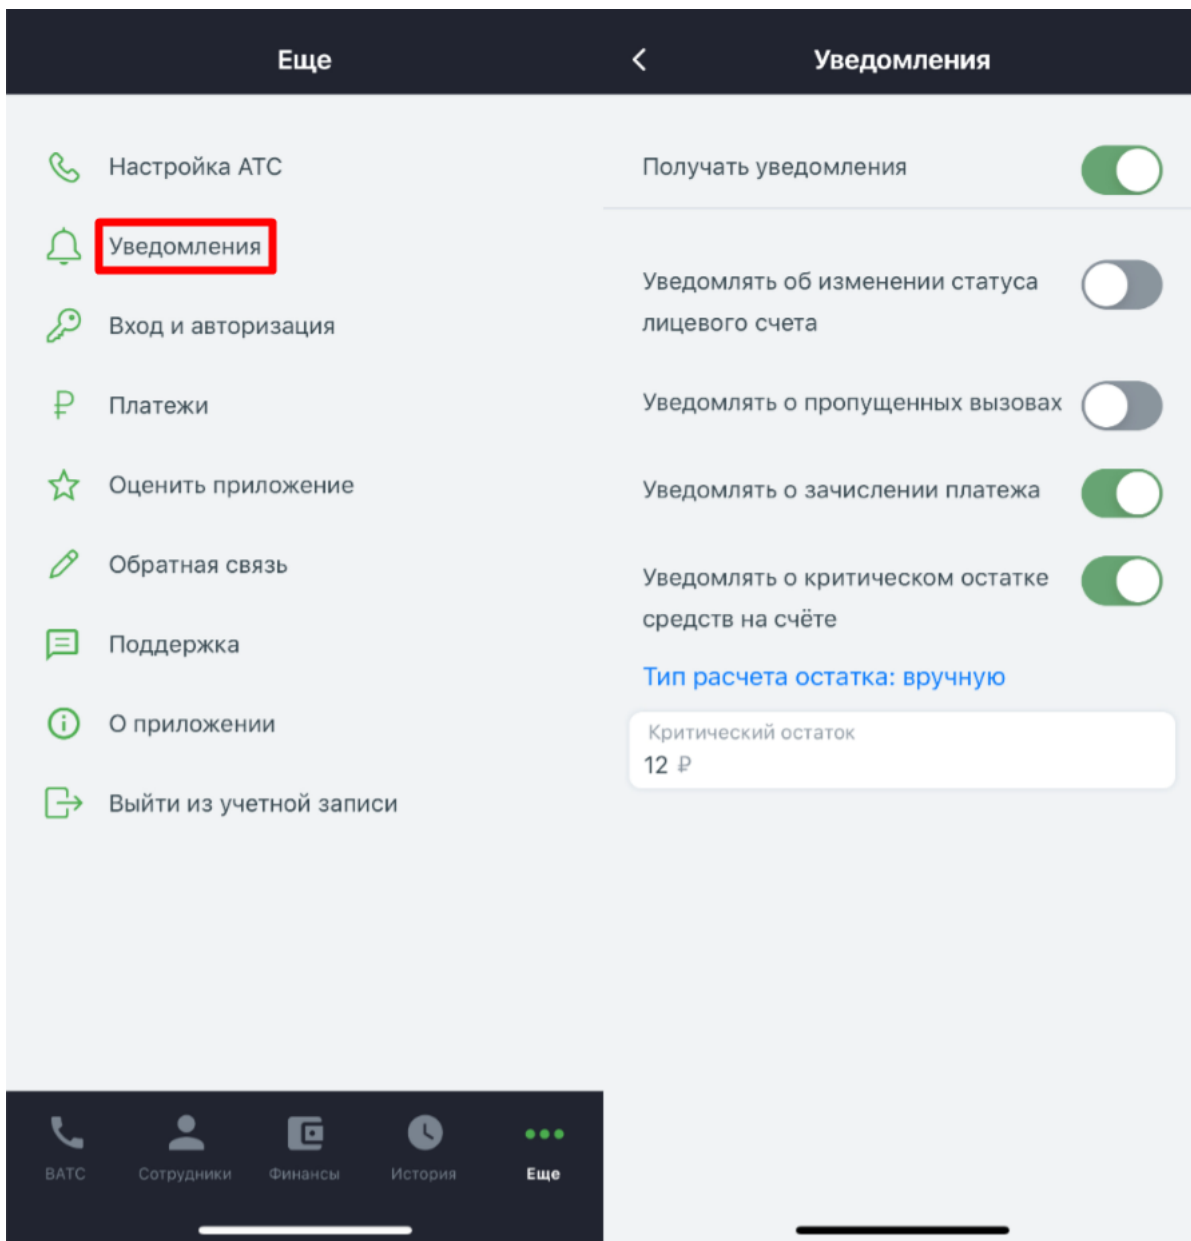 Еще
Настройка АТС
Уведомления
Вход и авторизация
Платежи
Оценить приложение
Обратная связь
Поддержка
О приложении
Выйти из учетной записи
ВАТС
Сотрудники
Финансы
История
Еще
Уведомления
Получать уведомления
Уведомлять об изменении статуса
лицевого счета
Уведомлять о пропущенных вызовах
Уведомлять о зачислении платежа
Уведомлять о критическом остатке
средств на счёте
Тип расчета остатка: вручную
Критический остаток
12 ₽